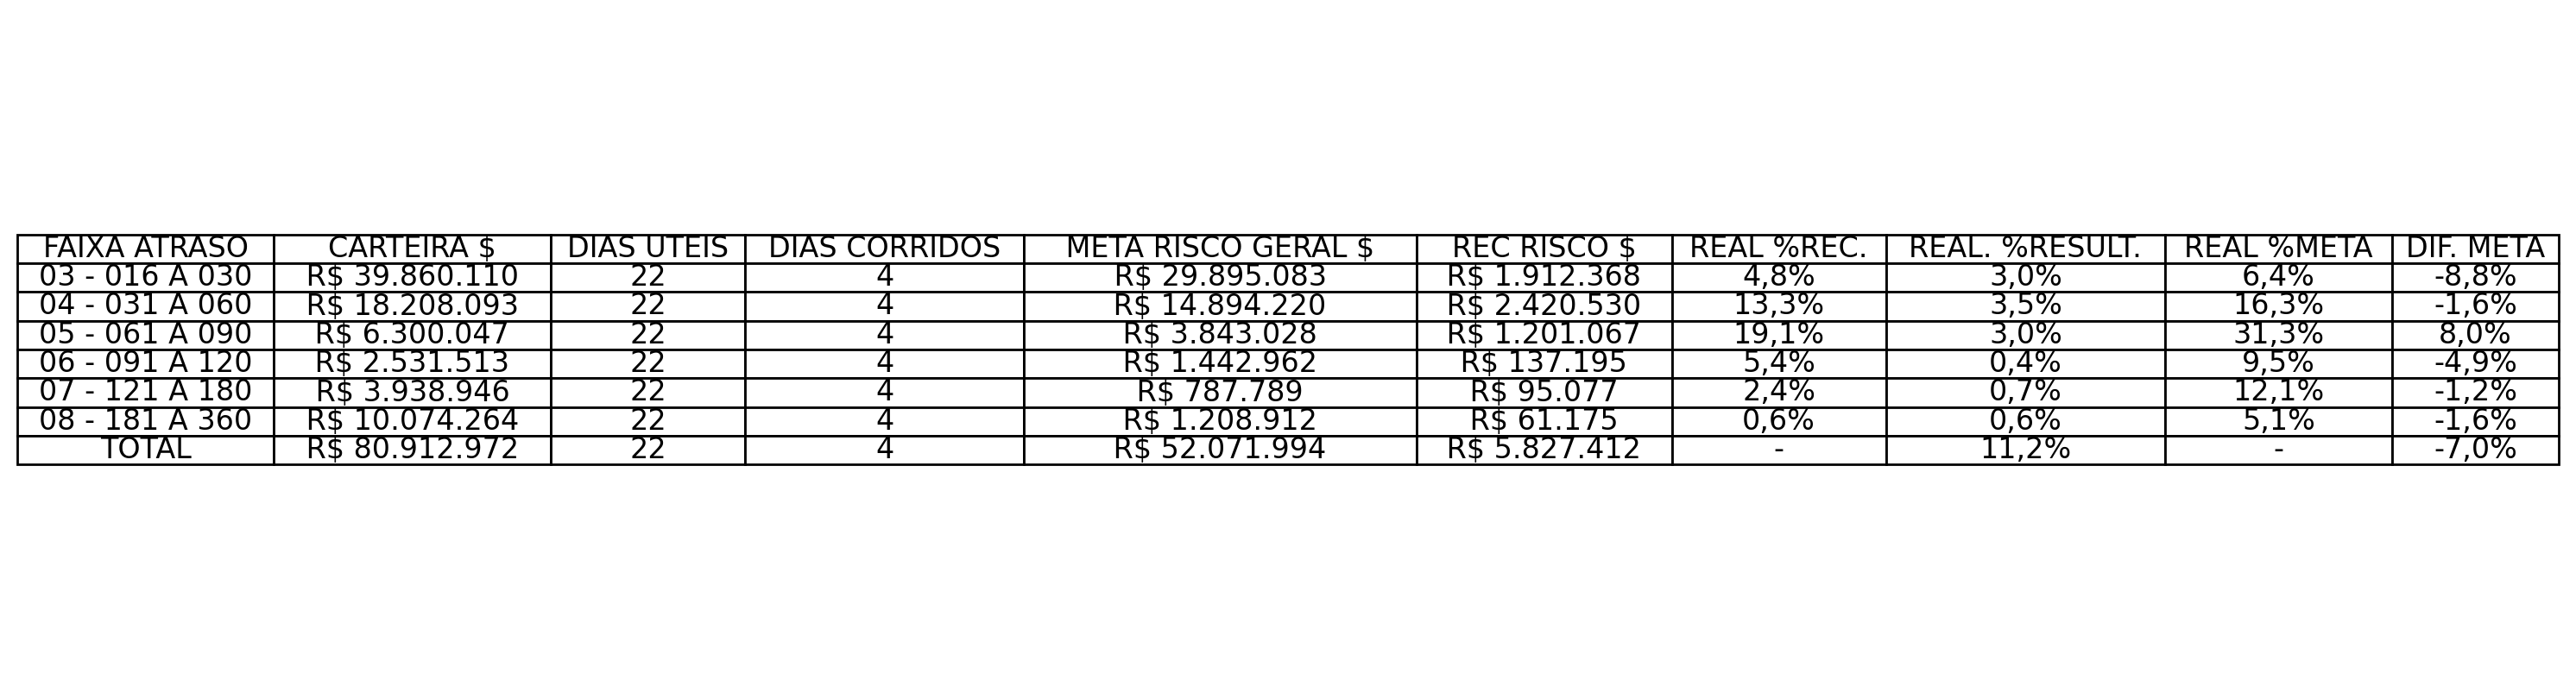 FAIXA ATRASO CARTEIRA $ DIAS UTEIS DIAS CORRIDOS META RISCO GERAL $ REC RISCO $ REAL %REC. REAL. %RESULT. REAL %META DIF. META
03 - 016 A 030 R$ 39.860.110 22 4 R$ 29.895.083 R$ 1.912.368 4,8% 3,0% 6,4% -8,8%
04 - 031 A 060 R$ 18.208.093 22 4 R$ 14.894.220 R$ 2.420.530 13,3% 3,5% 16,3% -1,6%
05 - 061 A 090 R$ 6.300.047 22 4 R$ 3.843.028 R$ 1.201.067 19,1% 3,0% 31,3% 8,0%
06 - 091 A 120 R$ 2.531.513 22 4 R$ 1.442.962 R$ 137.195 5,4% 0,4% 9,5% -4,9%
07 - 121 A 180 R$ 3.938.946 22 4 R$ 787.789 R$ 95.077 2,4% 0,7% 12,1% -1,2%
08 - 181 A 360 R$ 10.074.264 22 4 R$ 1.208.912 R$ 61.175 0,6% 0,6% 5,1% -1,6%
TOTAL R$ 80.912.972 22 4 R$ 52.071.994 R$ 5.827.412 - 11,2% - -7,0%